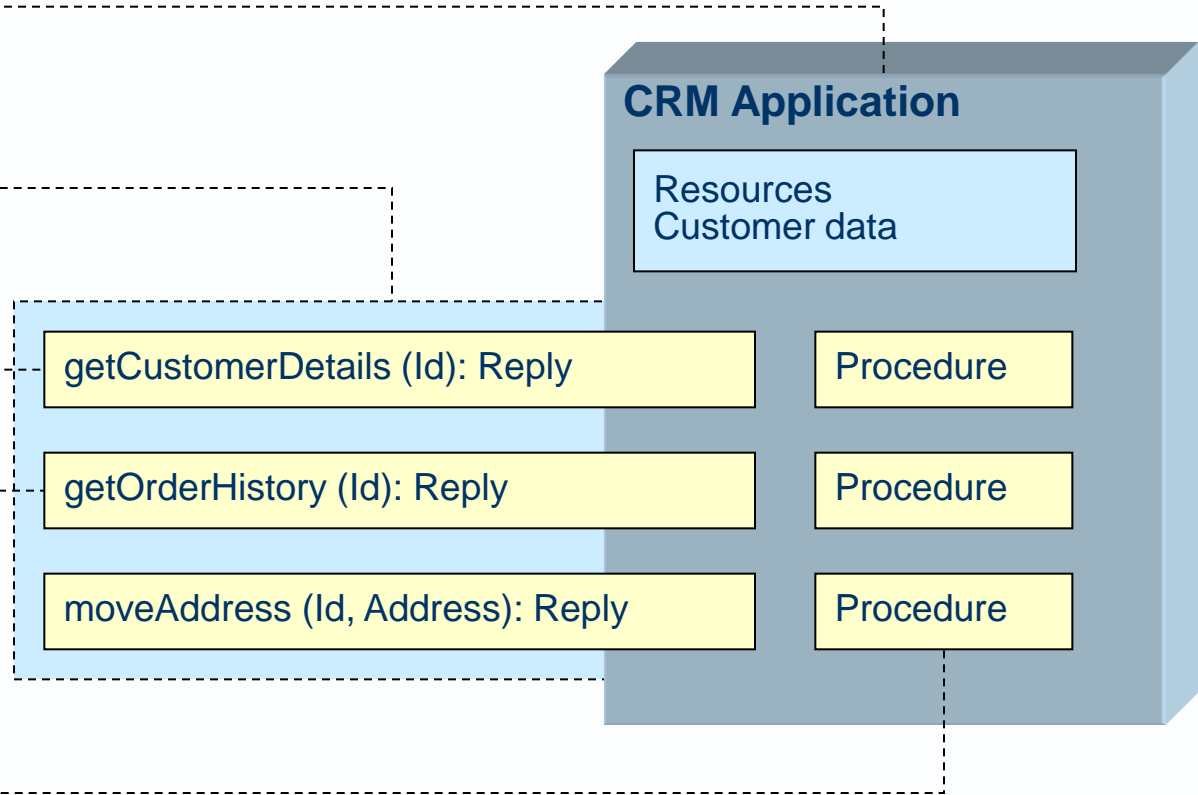 CRM Application
Resources
Customer data
getCustomerDetails (Id): Reply
Procedure
getOrderHistory (Id): Reply
Procedure
moveAddress (Id, Address): Reply
Procedure